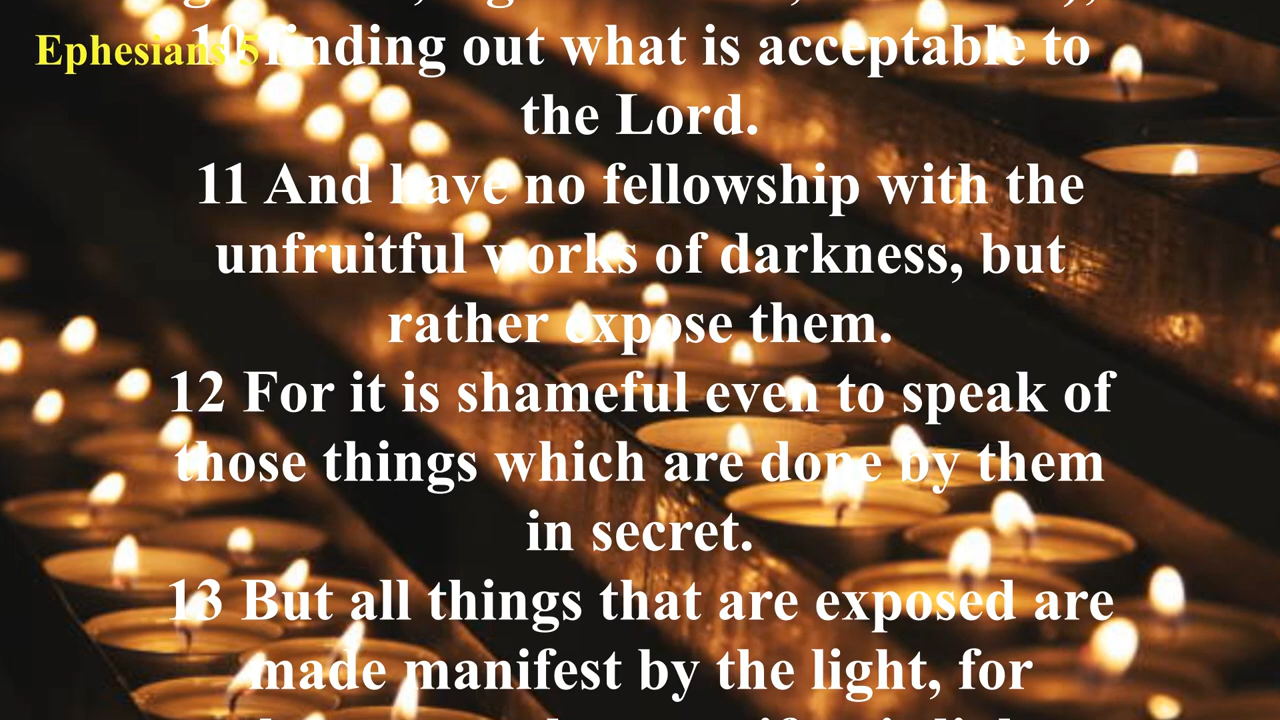 Ephesians 5
10 finding out what is acceptable to
the Lord.
11 And have no fellowship with the
unfruitful works of darkness, but
rather expose them.
12 For it is shameful even to speak of
those things which are done by them
in secret.
13 But all things that are exposed are
made manifest by the light, for